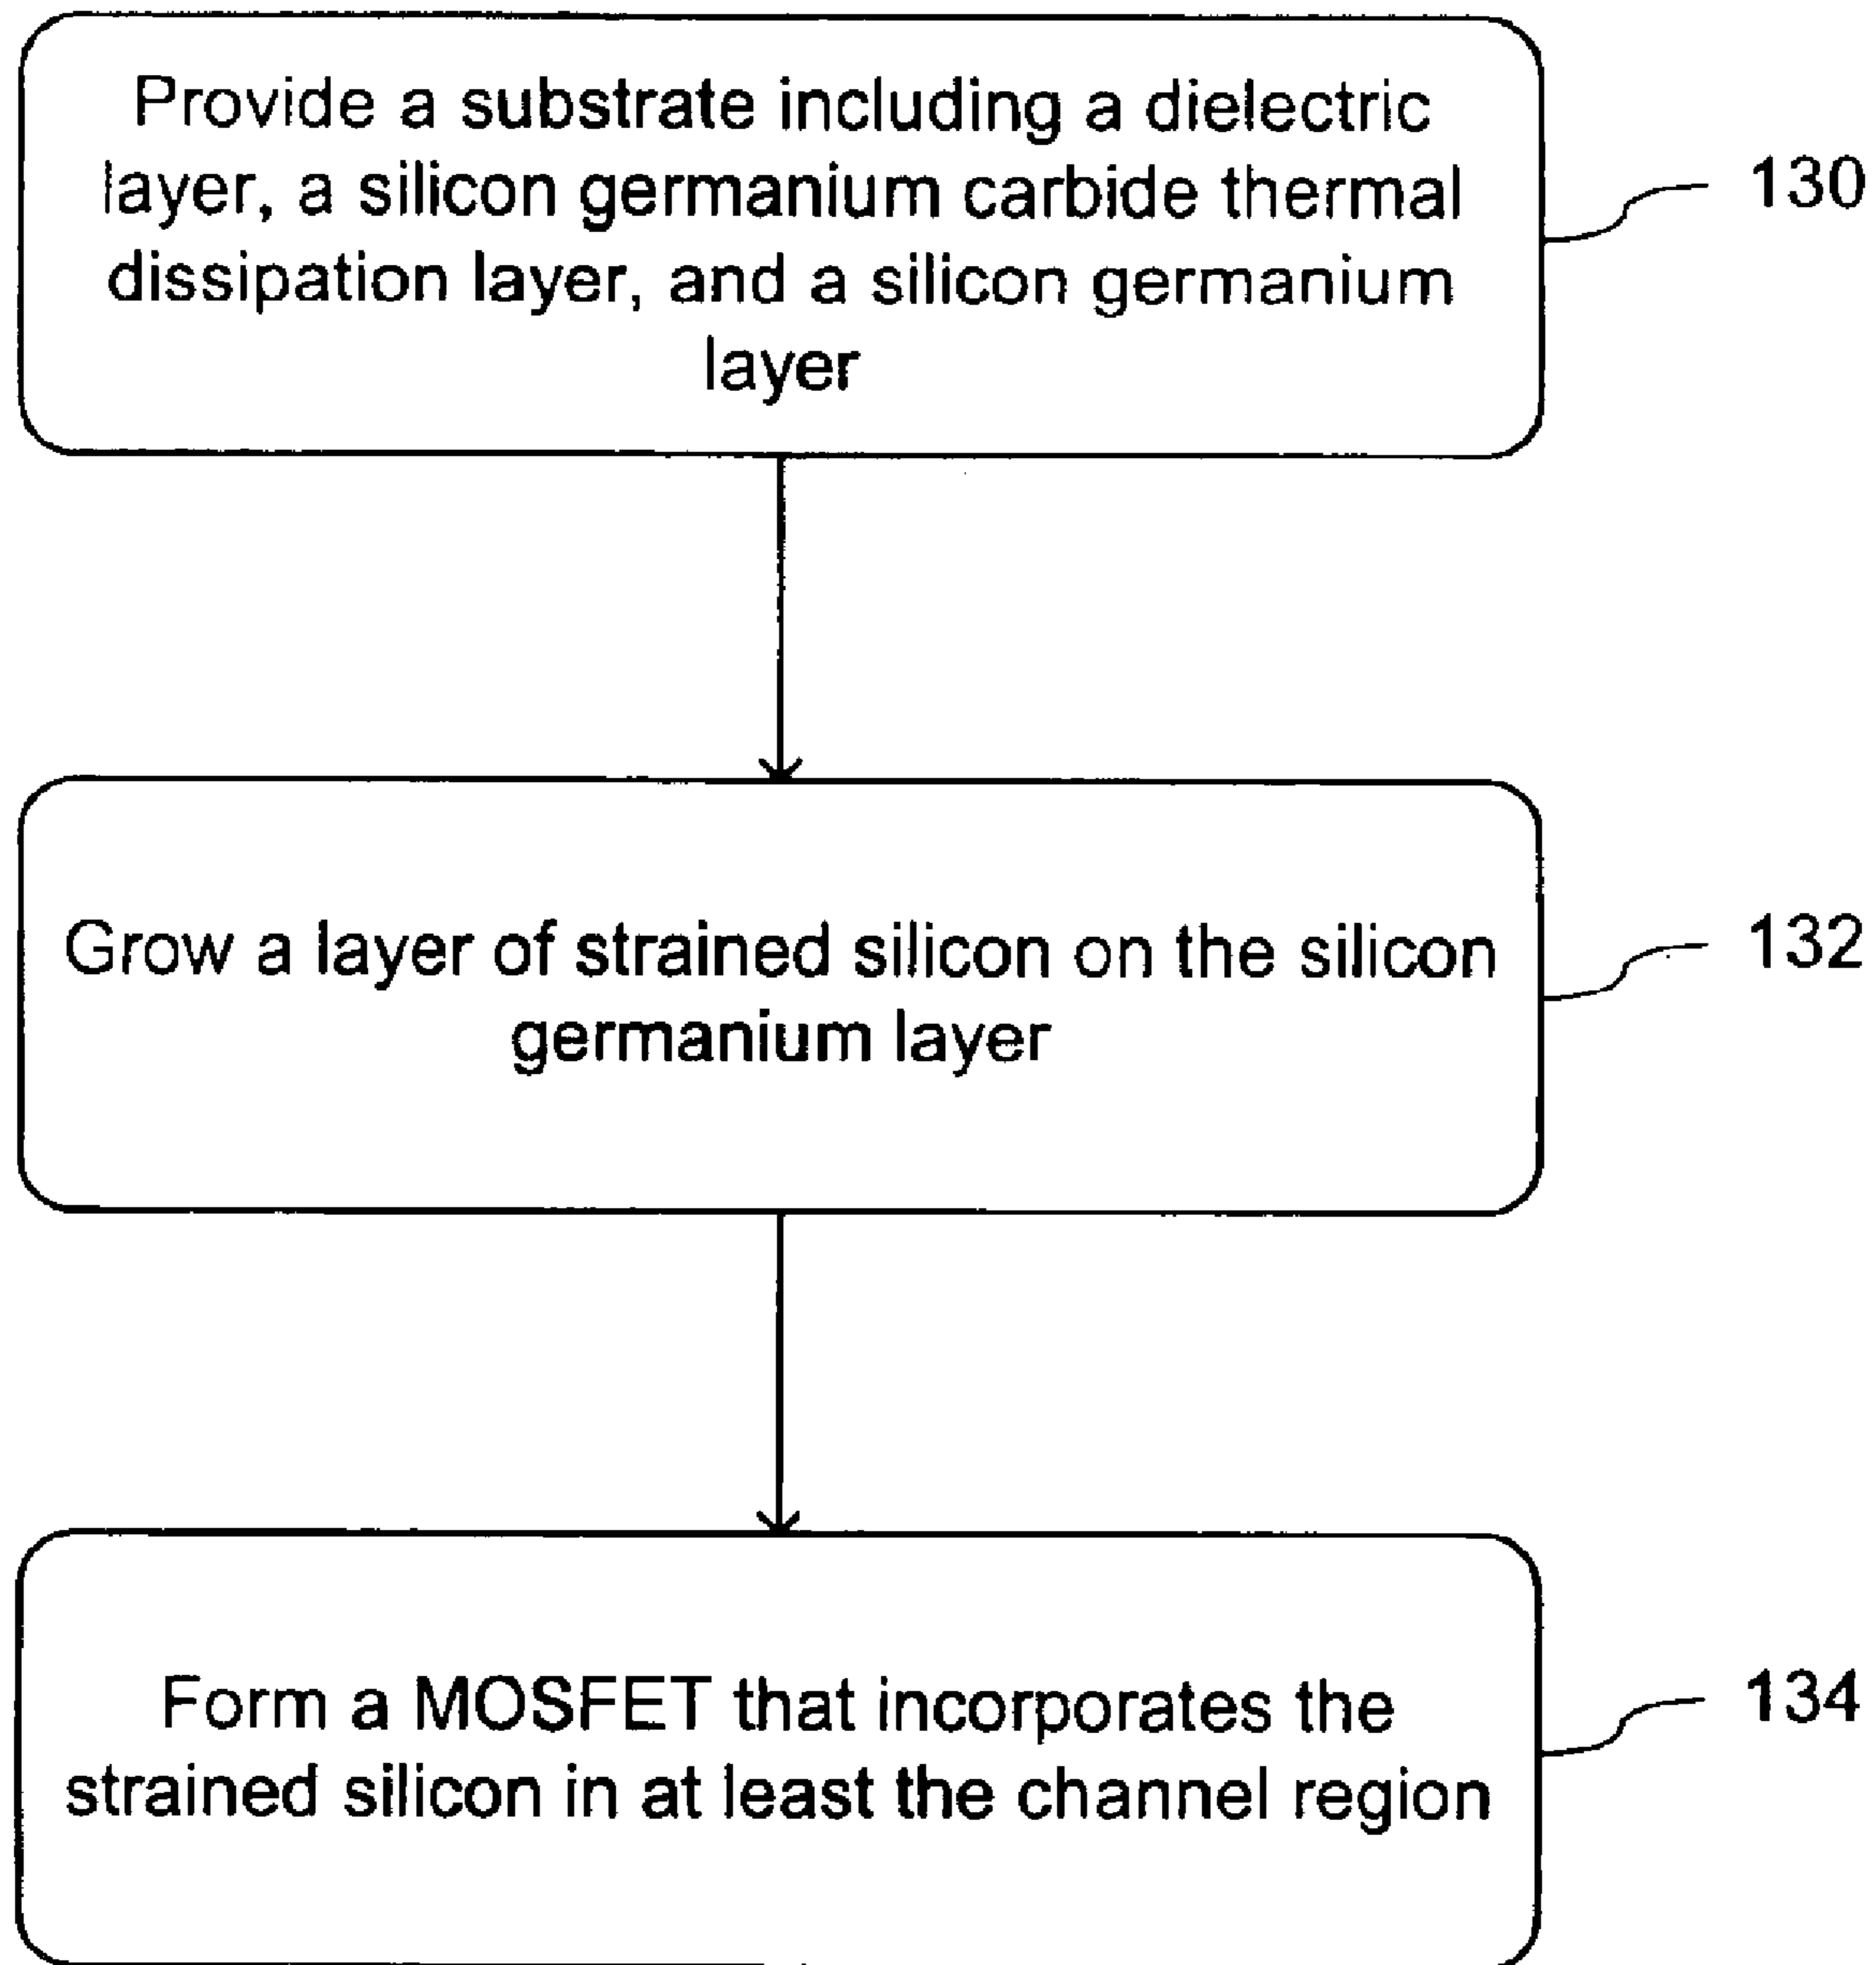 Provide a substrate including a dielectric
layer, a silicon germanium carbide thermal
dissipation layer, and a silicon germanium
layer
130
Grow a layer of strained silicon on the silicon
germanium layer
132
Form a MOSFET that incorporates the
strained silicon in at least the channel region
134